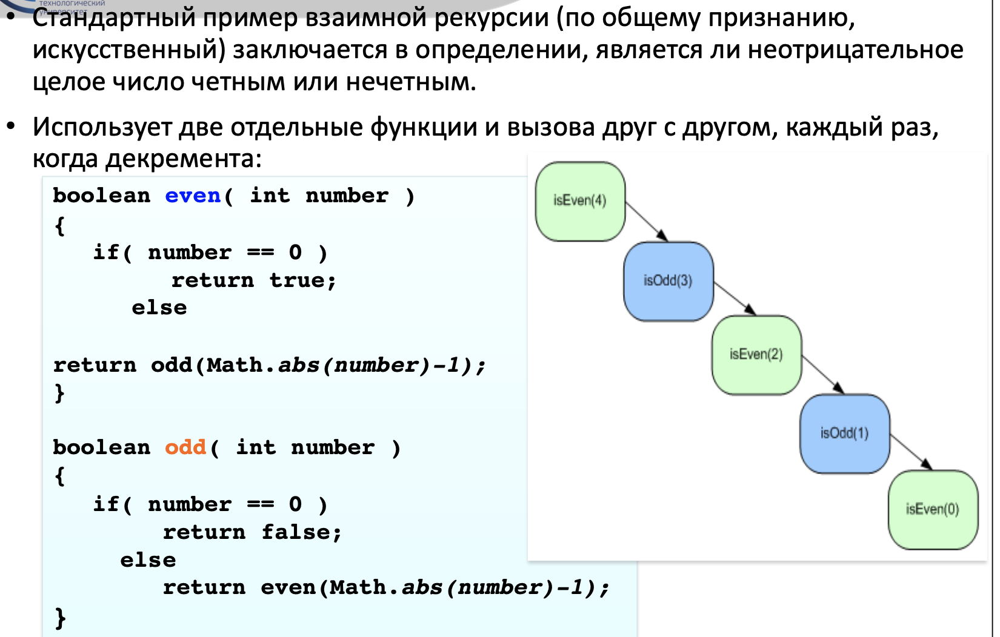 технологический
университет
• Стандартный пример взаимной рекурсии (по общему признанию,
искусственный) заключается в определении, является ли неотрицательное
целое число четным или нечетным.
• Использует две отдельные функции и вызова друг с другом, каждый раз,
когда декремента:
boolean even( int number )
{
if( number == 0 )
return true;
else
return odd(Math.abs(number)-1);
}
boolean odd( int number )
{
if( number == 0 )
return false;
else
return even(Math.abs(number)-1);
}
isEven(4)
isOdd(3)
isEven(2)
isOdd(1)
isEven(0)